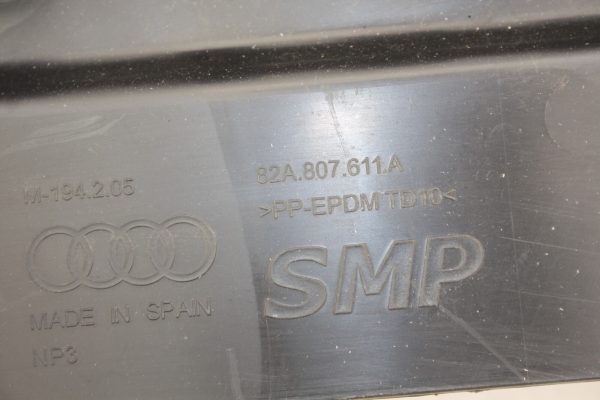 M-194.2.05
MADE IN SPAIN
NP3
82A.807.611.A
>PP-EPDM TD10<
SMP